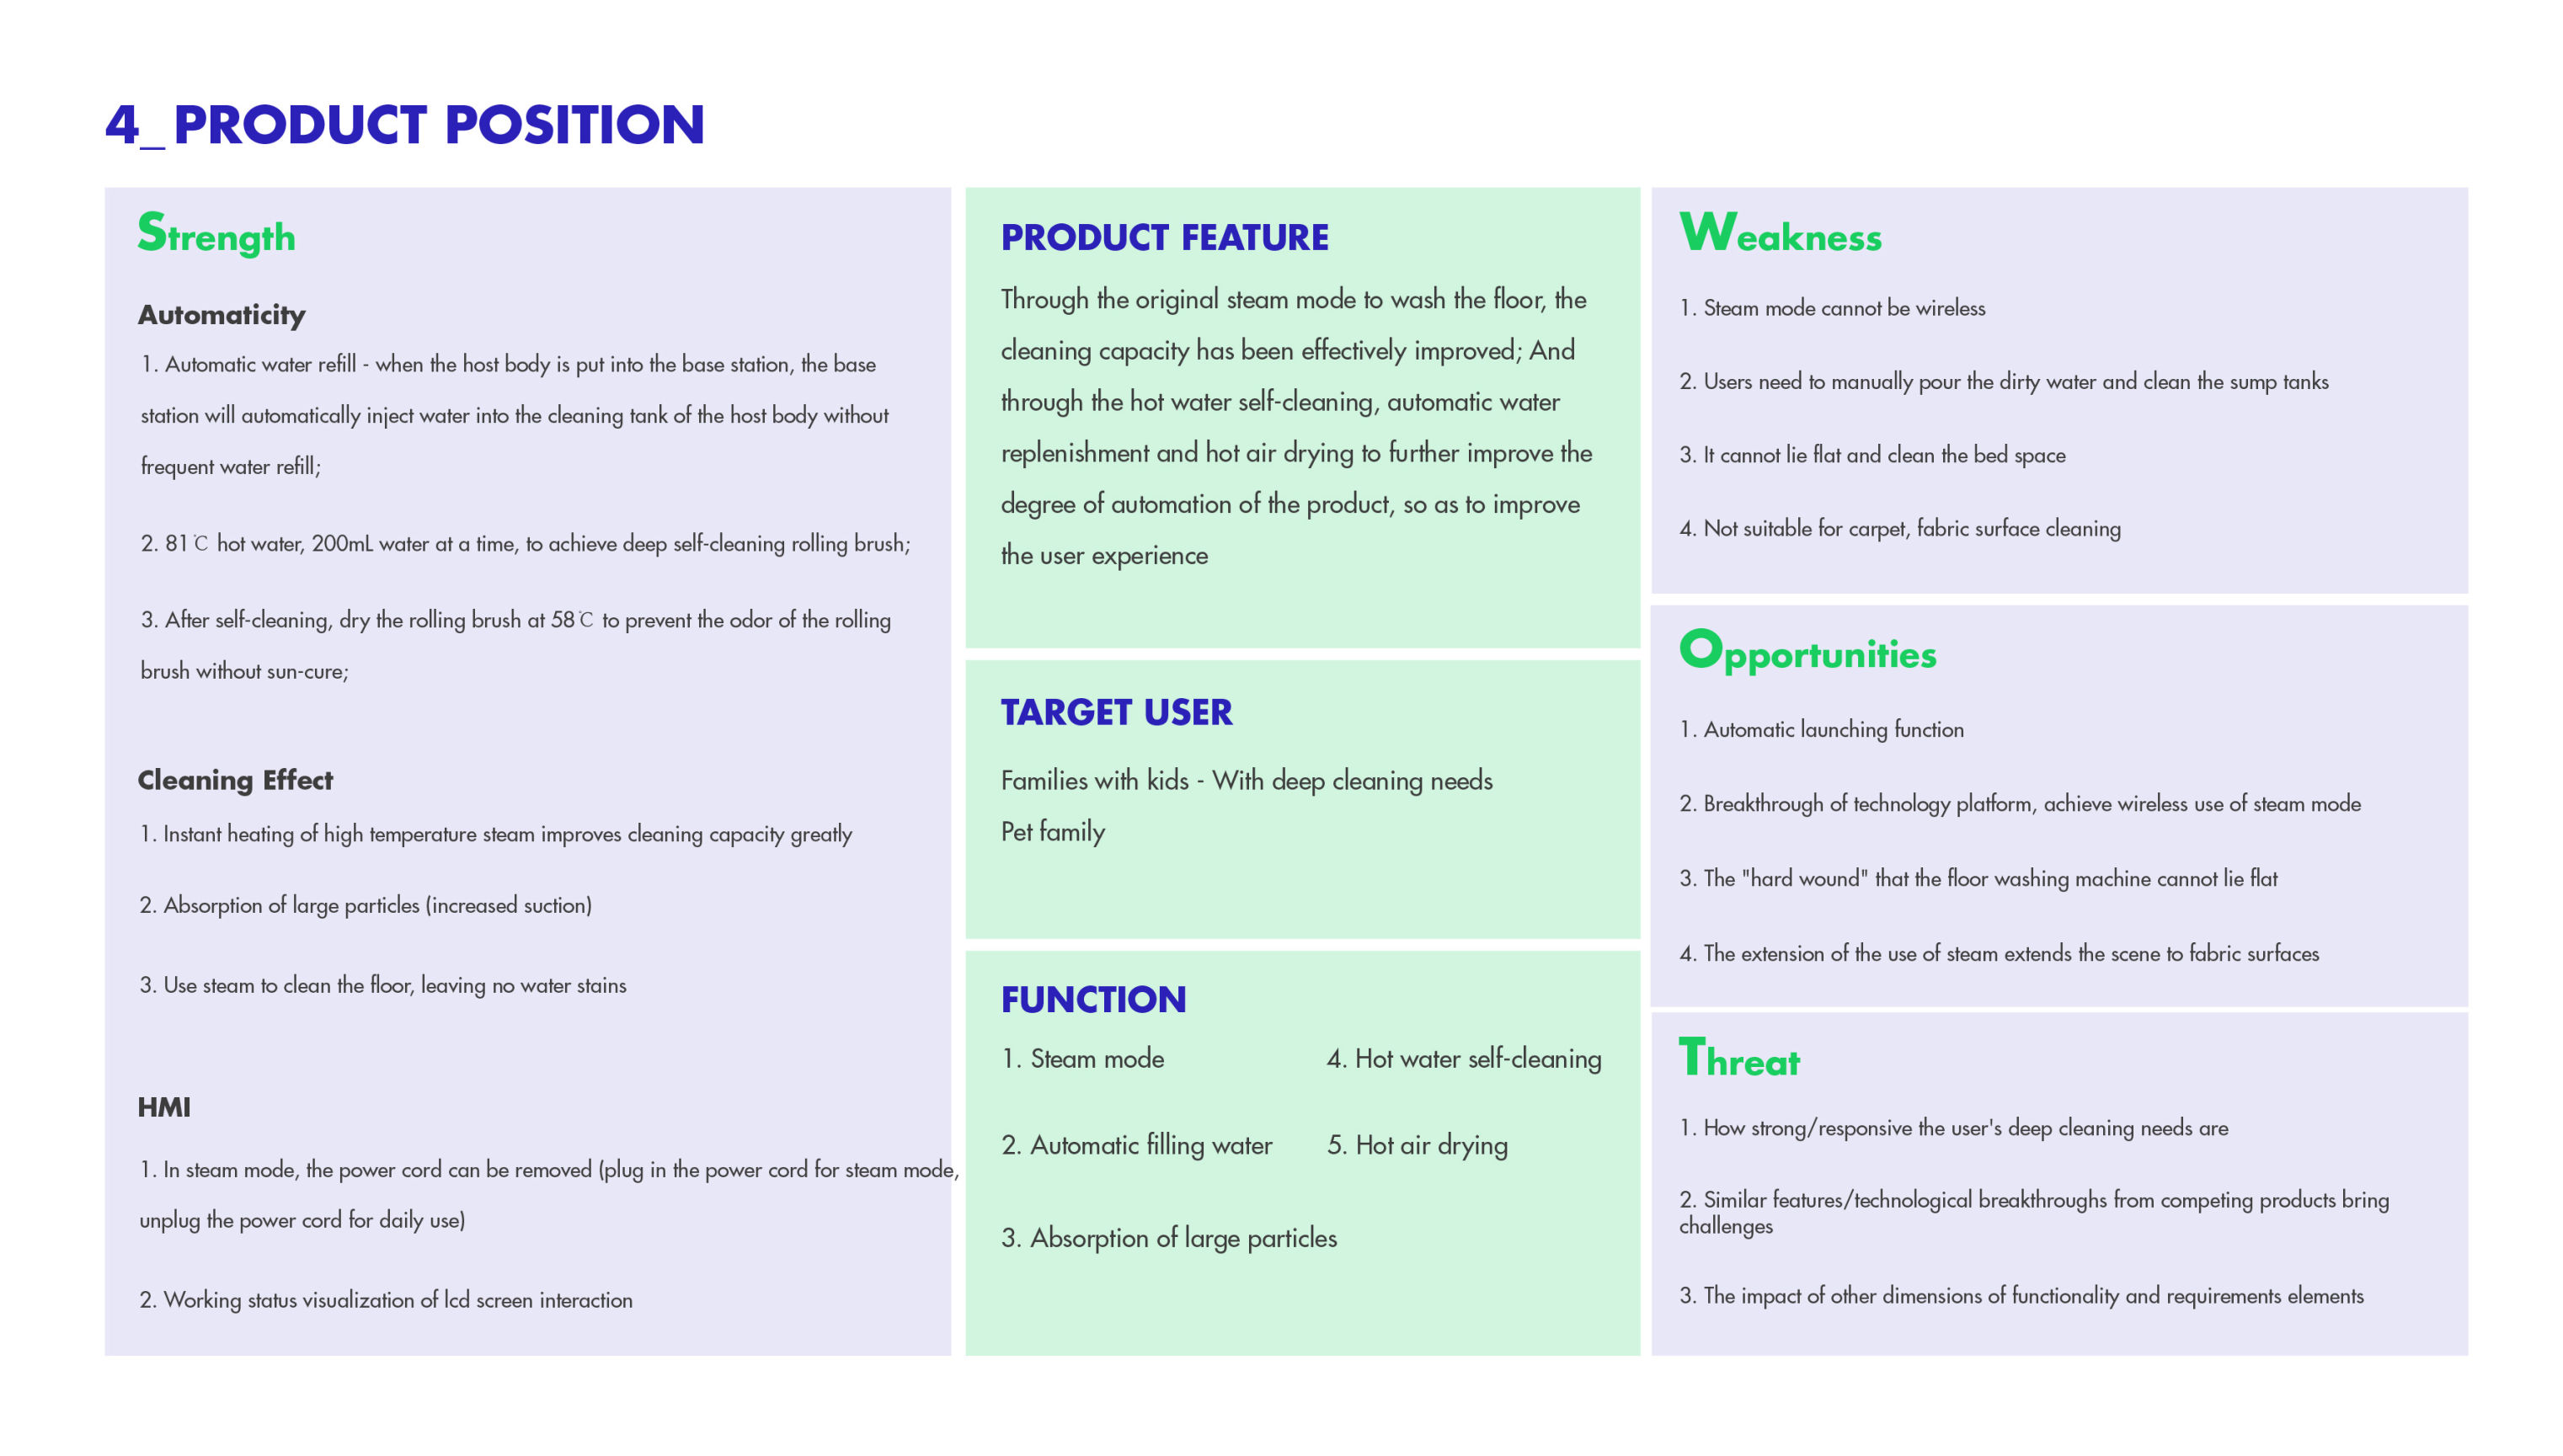 4_PRODUCT POSITION
Strength
Automaticity
1. Automatic water refill - when the host body is put into the base station, the base
station will automatically inject water into the cleaning tank of the host body without
frequent water refill;
2. 81℃ hot water, 200mL water at a time, to achieve deep self-cleaning rolling brush;
3. After self-cleaning, dry the rolling brush at 58℃ to prevent the odor of the rolling
brush without sun-cure;
Cleaning Effect
1. Instant heating of high temperature steam improves cleaning capacity greatly
2. Absorption of large particles (increased suction)
3. Use steam to clean the floor, leaving no water stains
HMI
1. In steam mode, the power cord can be removed (plug in the power cord for steam mode,
unplug the power cord for daily use)
2. Working status visualization of lcd screen interaction
PRODUCT FEATURE
Through the original steam mode to wash the floor, the
cleaning capacity has been effectively improved; And
through the hot water self-cleaning, automatic water
replenishment and hot air drying to further improve the
degree of automation of the product, so as to improve
the user experience
TARGET USER
Families with kids - With deep cleaning needs
Pet family
FUNCTION
1. Steam mode
2. Automatic filling water
3. Absorption of large particles
4. Hot water self-cleaning
5. Hot air drying
Weakness
1. Steam mode cannot be wireless
2. Users need to manually pour the dirty water and clean the sump tanks
3. It cannot lie flat and clean the bed space
4. Not suitable for carpet, fabric surface cleaning
Opportunities
1. Automatic launching function
2. Breakthrough of technology platform, achieve wireless use of steam mode
3. The "hard wound" that the floor washing machine cannot lie flat
4. The extension of the use of steam extends the scene to fabric surfaces
Threat
1. How strong/responsive the user's deep cleaning needs are
2. Similar features/technological breakthroughs from competing products bring
challenges
3. The impact of other dimensions of functionality and requirements elements